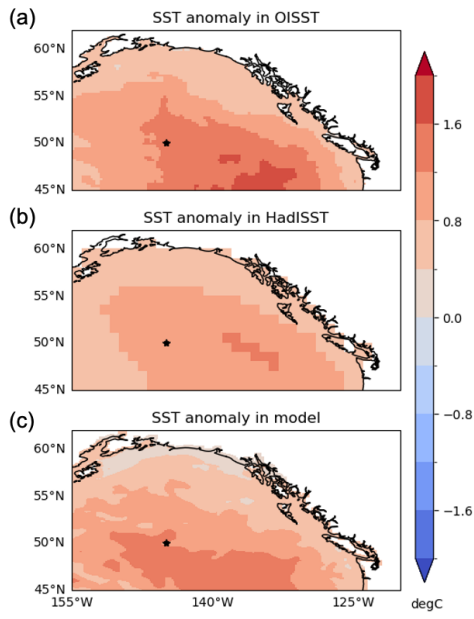 (a)
SST anomaly in OISST
60°N
55°N
50°N
45°N
(b)
SST anomaly in HadISST
60°N
55°N
50°N
45°N
(c)
SST anomaly in model
60°N
55°N
50°N
45°N
155°W 140°W 125°W
1.6
0.8
0.0
−0.8
−1.6
degC